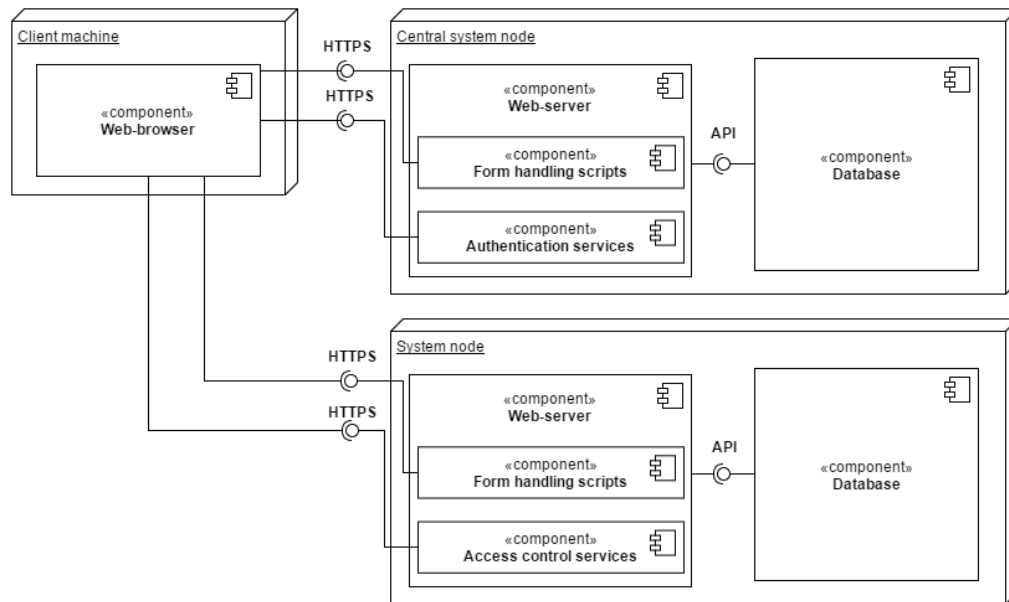 Client machine
«component»
Web-browser
HTTPS
HTTPS
Central system node
«component»
Web-server
«component»
Form handling scripts
«component»
Authentication services
API
«component»
Database
HTTPS
HTTPS
System node
«component»
Web-server
«component»
Form handling scripts
«component»
Access control services
API
«component»
Database